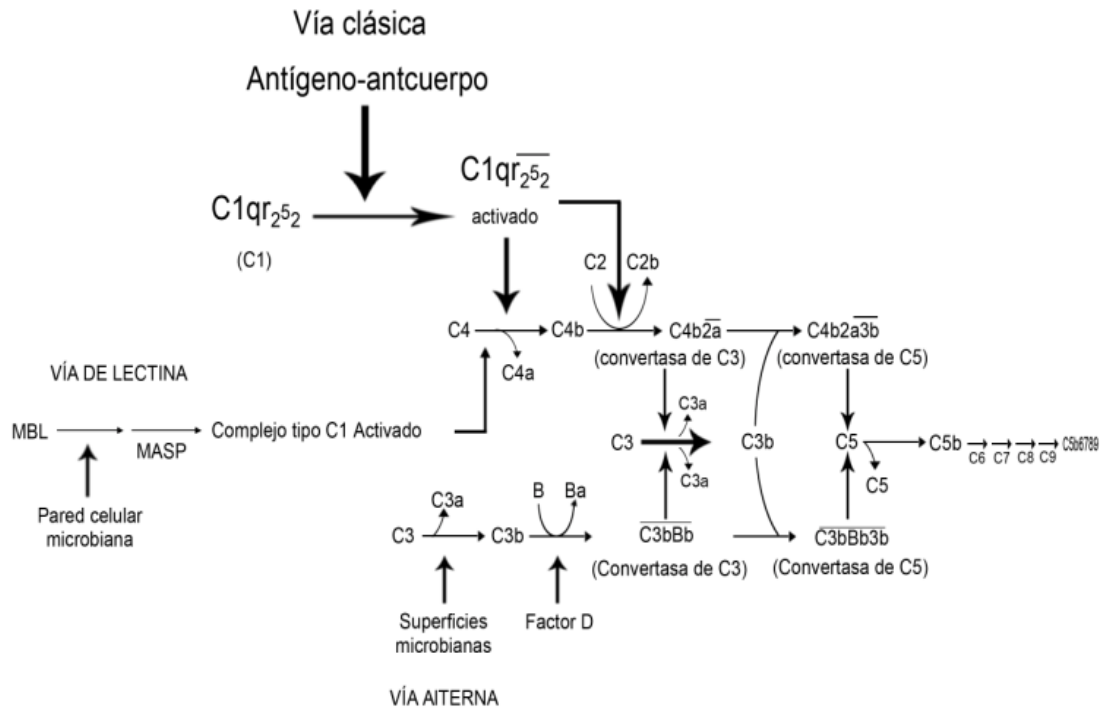 Vía clásica
Antígeno-antcuerpo
C1qr₂5₂
activado
C1qr₂5₂
(C1)
C2
C2b
C4
C4b
C4b2a
C4b2a3b
(convertasa de C3)
(convertasa de C5)
C4a
VÍA DE LECTINA
MBL
MASP
Complejo tipo C1 Activado
Pared celular
microbiana
C3
C3a
C3a
C3b
C5
C5
C5b
C6
C7
C8
C9
C5b6789
C3
C3a
C3b
B
Ba
C3bBb
(Convertasa de C3)
C3bBb3b
(Convertasa de C5)
Superficies
microbianas
Factor D
VÍA AITERNA